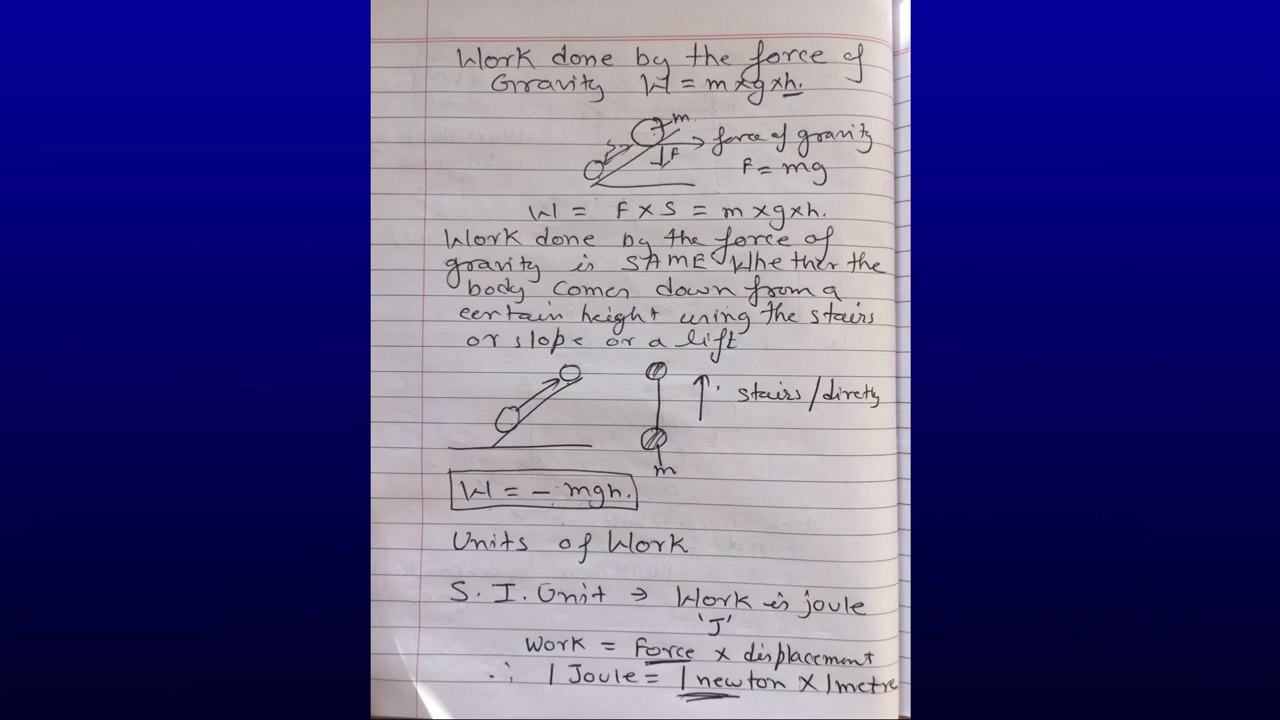 Work done by the force of
Gravity W = m x g x h.
m
F
force of gravity
F = mg
W = F x S = m x g x h.
Work done by the force of
gravity is SAME Whether the
body comes down from a
certain height using the stairs
or slope or a lift
stairs/directly
m
W = - mgh.
Units of Work
S. I. Unit → Work is joule
'J'
Work = force x displacement
∴ 1 Joule = 1 newton X 1 metre